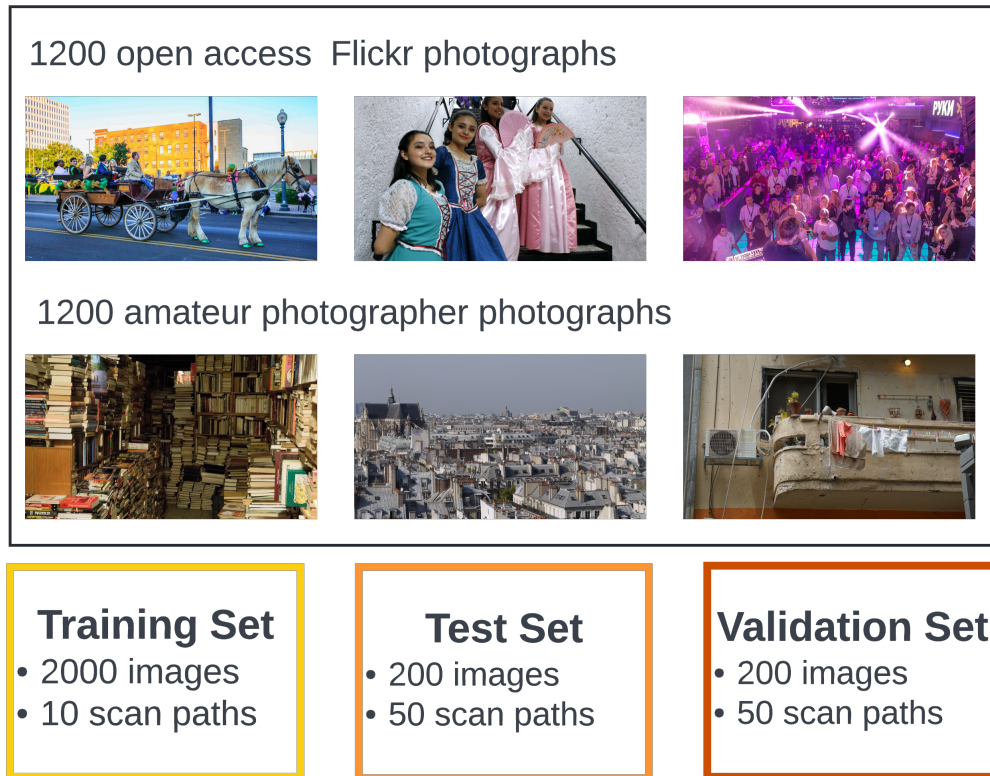 1200 open access  Flickr photographs
РУКИ
1200 amateur photographer photographs
Training Set
• 2000 images
• 10 scan paths
Test Set
• 200 images
• 50 scan paths
Validation Set
• 200 images
• 50 scan paths